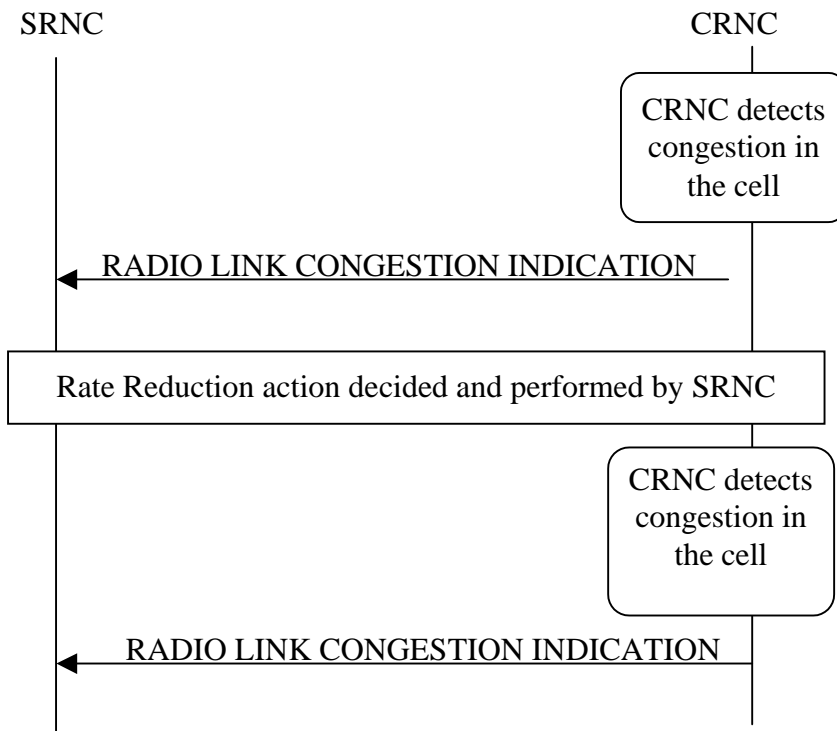 SRNC
CRNC
CRNC detects
congestion in
the cell
RADIO LINK CONGESTION INDICATION
Rate Reduction action decided and performed by SRNC
CRNC detects
congestion in
the cell
RADIO LINK CONGESTION INDICATION